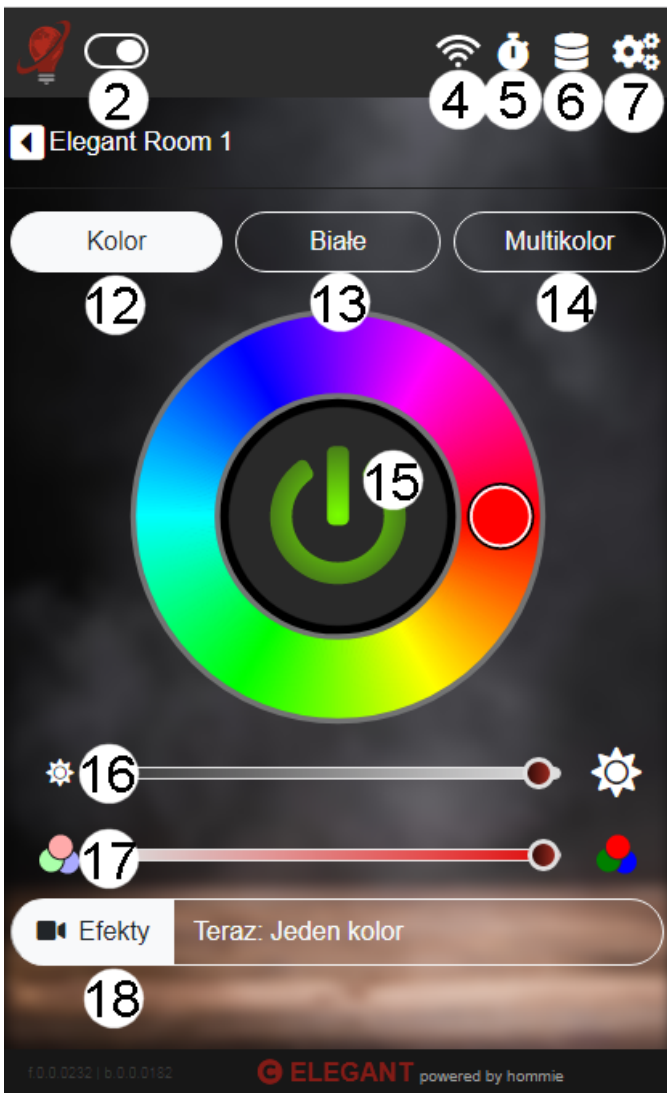 2 4 5 6 7
Elegant Room 1
Kolor Białe Multikolor
12 13 14
15
16
17
Efekty Teraz: Jeden kolor
18
f.0.0.0232 | b.0.0.0182 ELEGANT powered by hommie